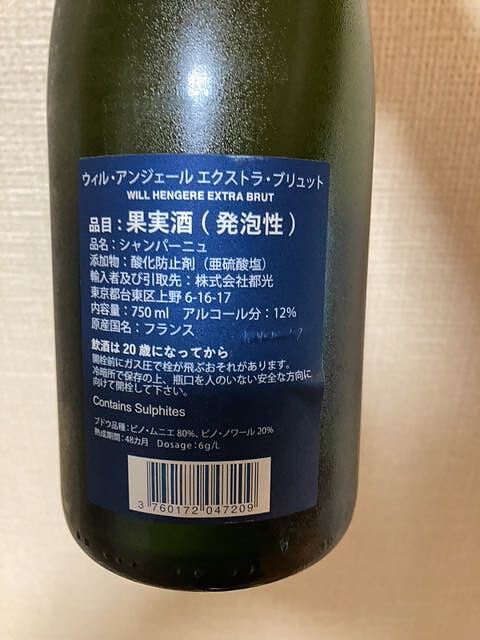 ウィル・アンジェール エクストラ・ブリュット
WILL HENGERE EXTRA BRUT
品目：果実酒（発泡性）
品名：シャンパーニュ
添加物：酸化防止剤（亜硫酸塩）
輸入者及び引取先：株式会社都光
東京都台東区上野 6-16-17
内容量：750 ml アルコール分：12%
原産国名：フランス
飲酒は20歳になってから
開栓前にガス圧で栓が飛ぶおそれがあります。
冷暗所で保存の上、瓶口を人のいない安全な方向に
向けて開栓して下さい。
Contains Sulphites
ブドウ品種：ピノ・ムニエ 80%、ピノ・ノワール 20%
熟成期間：48カ月 Dosage：6g/L
3 760172 047209